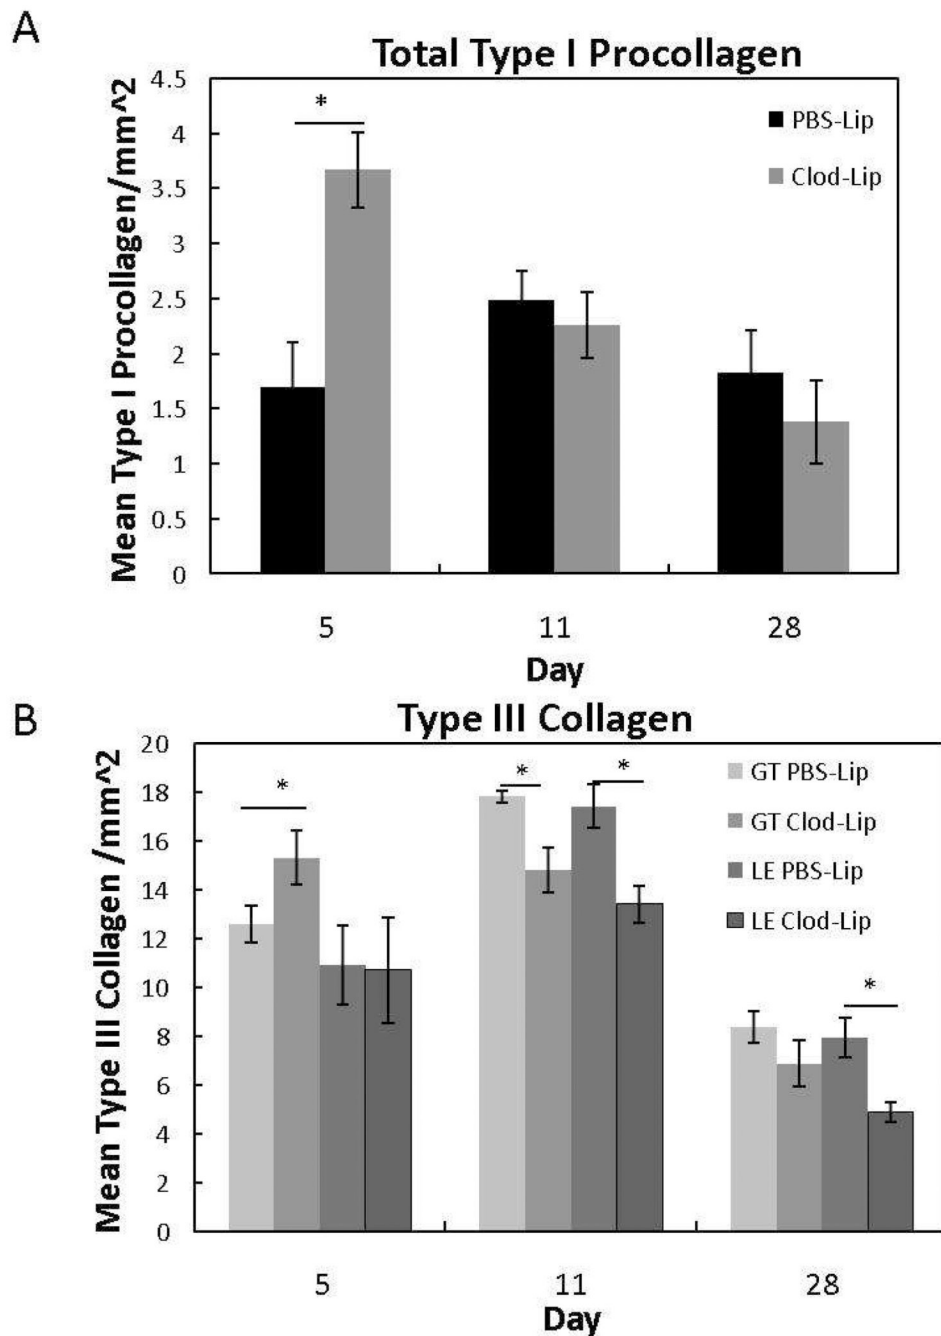 A
Total Type I Procollagen
Mean Type I Procollagen/mm^2
4.5
4
3.5
3
2.5
2
1.5
1
0.5
0
*
PBS-Lip
Clod-Lip
5 11 28
Day
B
Type III Collagen
Mean Type III Collagen /mm^2
20
18
16
14
12
10
8
6
4
2
0
*
*
*
*
GT PBS-Lip
GT Clod-Lip
LE PBS-Lip
LE Clod-Lip
5 11 28
Day